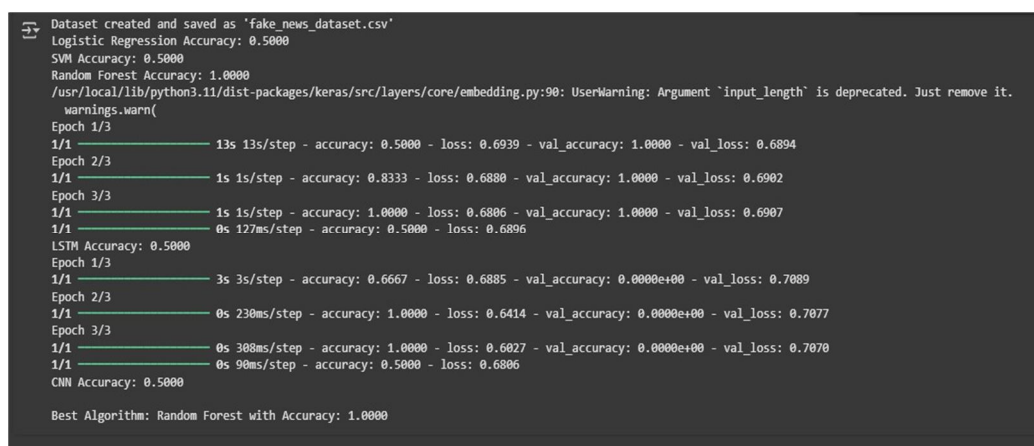 Dataset created and saved as 'fake_news_dataset.csv'
Logistic Regression Accuracy: 0.5000
SVM Accuracy: 0.5000
Random Forest Accuracy: 1.0000
/usr/local/lib/python3.11/dist-packages/keras/src/layers/core/embedding.py:90: UserWarning: Argument `input_length` is deprecated. Just remove it.
  warnings.warn(
Epoch 1/3
1/1 ━━━━━━━━━━━━━━━━━━━━ 13s 13s/step - accuracy: 0.5000 - loss: 0.6939 - val_accuracy: 1.0000 - val_loss: 0.6894
Epoch 2/3
1/1 ━━━━━━━━━━━━━━━━━━━━ 1s 1s/step - accuracy: 0.8333 - loss: 0.6880 - val_accuracy: 1.0000 - val_loss: 0.6902
Epoch 3/3
1/1 ━━━━━━━━━━━━━━━━━━━━ 1s 1s/step - accuracy: 1.0000 - loss: 0.6806 - val_accuracy: 1.0000 - val_loss: 0.6907
1/1 ━━━━━━━━━━━━━━━━━━━━ 0s 127ms/step - accuracy: 0.5000 - loss: 0.6896
LSTM Accuracy: 0.5000
Epoch 1/3
1/1 ━━━━━━━━━━━━━━━━━━━━ 3s 3s/step - accuracy: 0.6667 - loss: 0.6885 - val_accuracy: 0.0000e+00 - val_loss: 0.7089
Epoch 2/3
1/1 ━━━━━━━━━━━━━━━━━━━━ 0s 230ms/step - accuracy: 1.0000 - loss: 0.6414 - val_accuracy: 0.0000e+00 - val_loss: 0.7077
Epoch 3/3
1/1 ━━━━━━━━━━━━━━━━━━━━ 0s 308ms/step - accuracy: 1.0000 - loss: 0.6027 - val_accuracy: 0.0000e+00 - val_loss: 0.7070
1/1 ━━━━━━━━━━━━━━━━━━━━ 0s 90ms/step - accuracy: 0.5000 - loss: 0.6806
CNN Accuracy: 0.5000
Best Algorithm: Random Forest with Accuracy: 1.0000